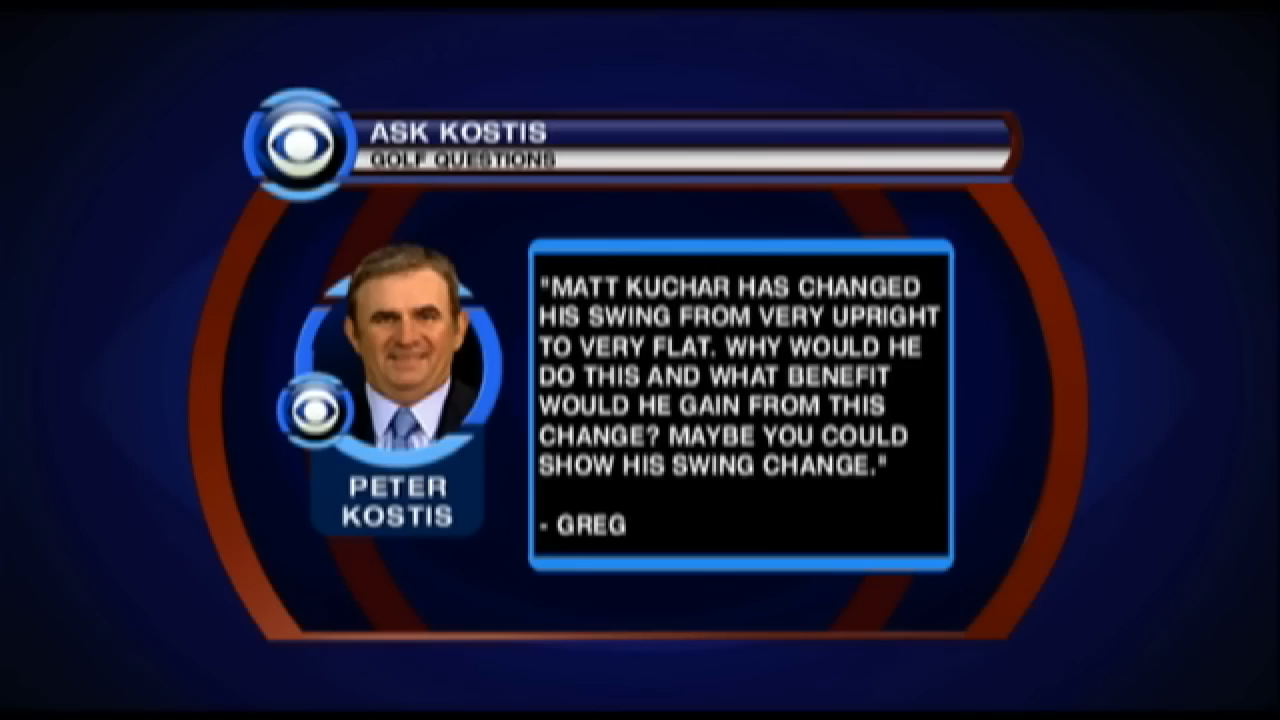 ASK KOSTIS
GOLF QUESTIONS
"MATT KUCHAR HAS CHANGED
HIS SWING FROM VERY UPRIGHT
TO VERY FLAT. WHY WOULD HE
DO THIS AND WHAT BENEFIT
WOULD HE GAIN FROM THIS
CHANGE? MAYBE YOU COULD
SHOW HIS SWING CHANGE."
- GREG
PETER
KOSTIS